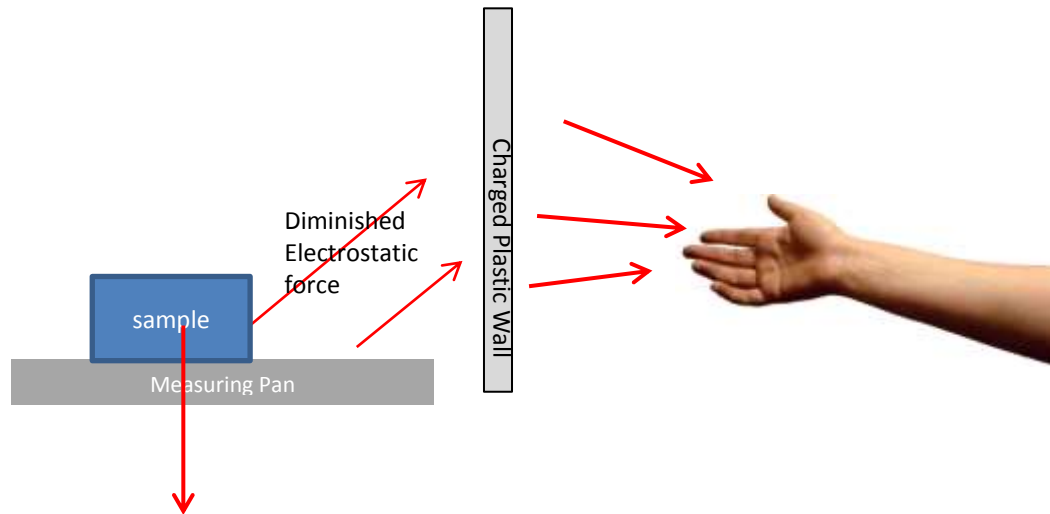 Diminished
Electrostatic
force
sample
Measuring Pan
Charged Plastic Wall